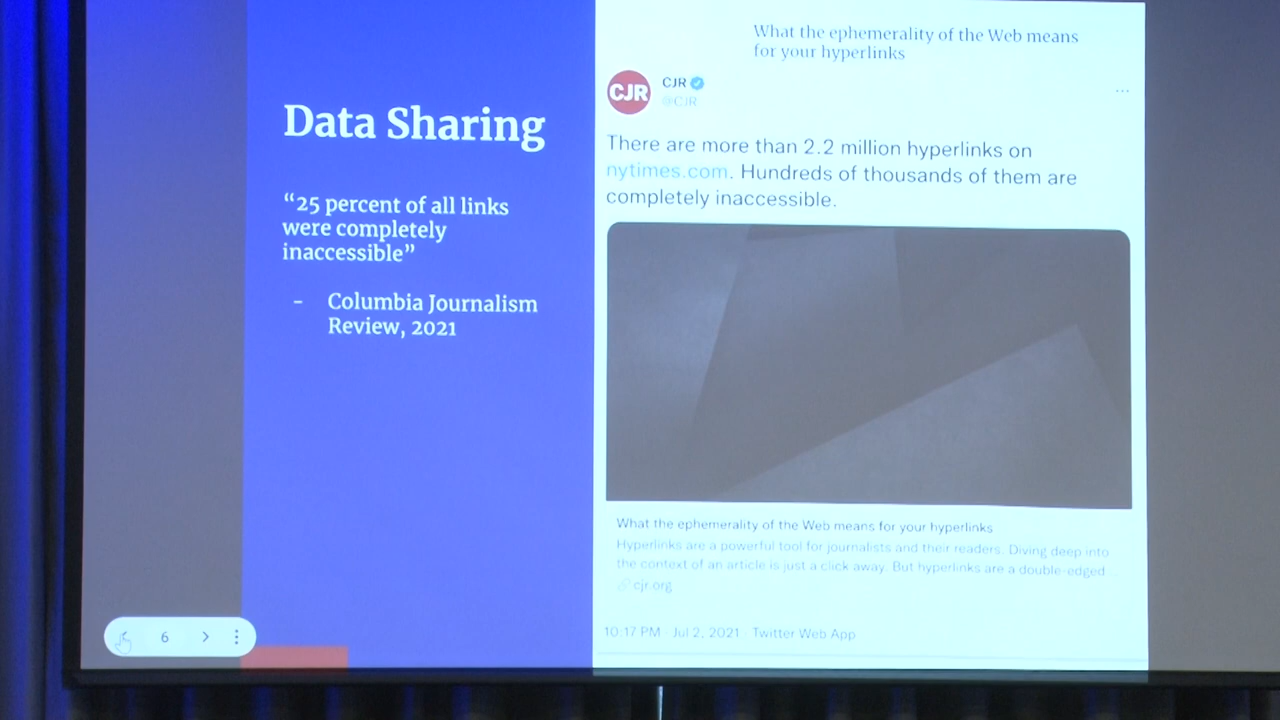 Data Sharing
“25 percent of all links
were completely
inaccessible”
- Columbia Journalism
Review, 2021
What the ephemerality of the Web means
for your hyperlinks
CJR
CJR
@CJR
There are more than 2.2 million hyperlinks on
nytimes.com. Hundreds of thousands of them are
completely inaccessible.
What the ephemerality of the Web means for your hyperlinks
Hyperlinks are a powerful tool for journalists and their readers. Diving deep into
the context of an article is just a click away. But hyperlinks are a double-edged ...
cjr.org
10:17 PM · Jul 2, 2021 · Twitter Web App
6